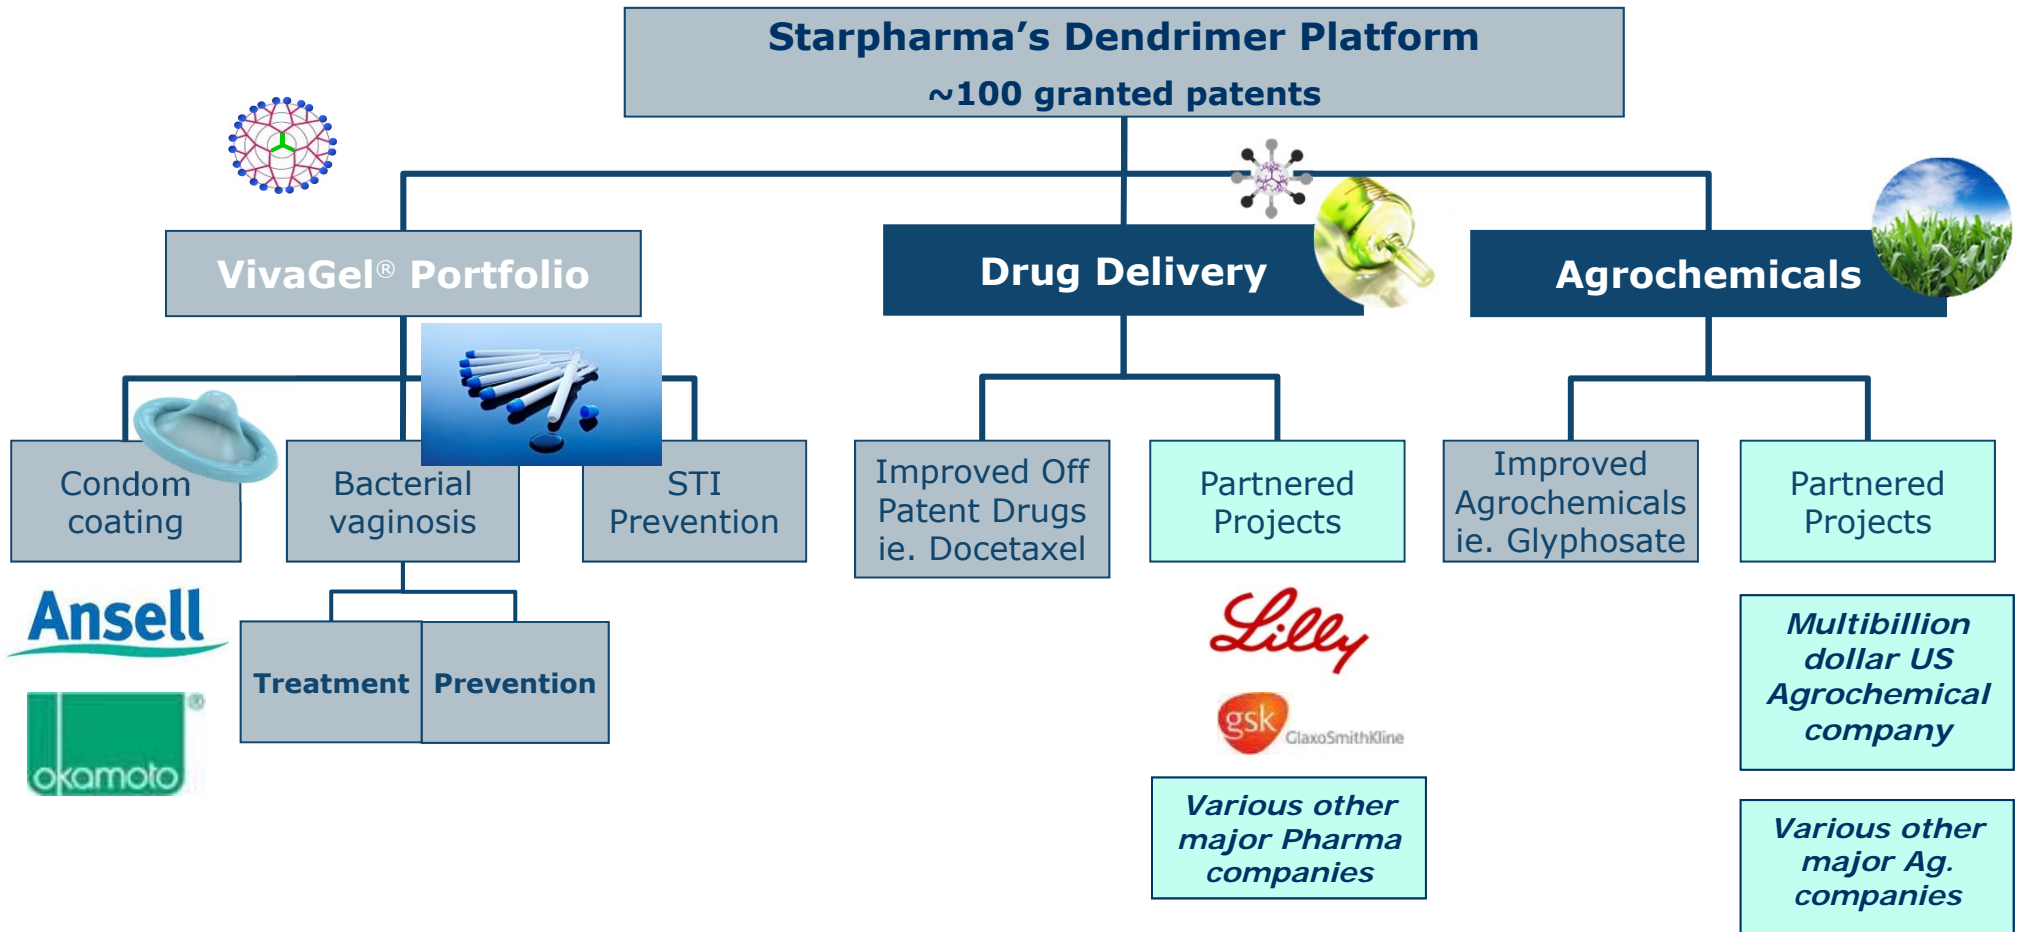 Starpharma’s Dendrimer Platform
~100 granted patents
VivaGel® Portfolio
Drug Delivery
Agrochemicals
Condom
coating
Bacterial
vaginosis
STI
Prevention
Improved Off
Patent Drugs
ie. Docetaxel
Partnered
Projects
Improved
Agrochemicals
ie. Glyphosate
Partnered
Projects
Ansell
okamoto®
Treatment
Prevention
Lilly
gsk
GlaxoSmithKline
Various other
major Pharma
companies
Multibillion
dollar US
Agrochemical
company
Various other
major Ag.
companies